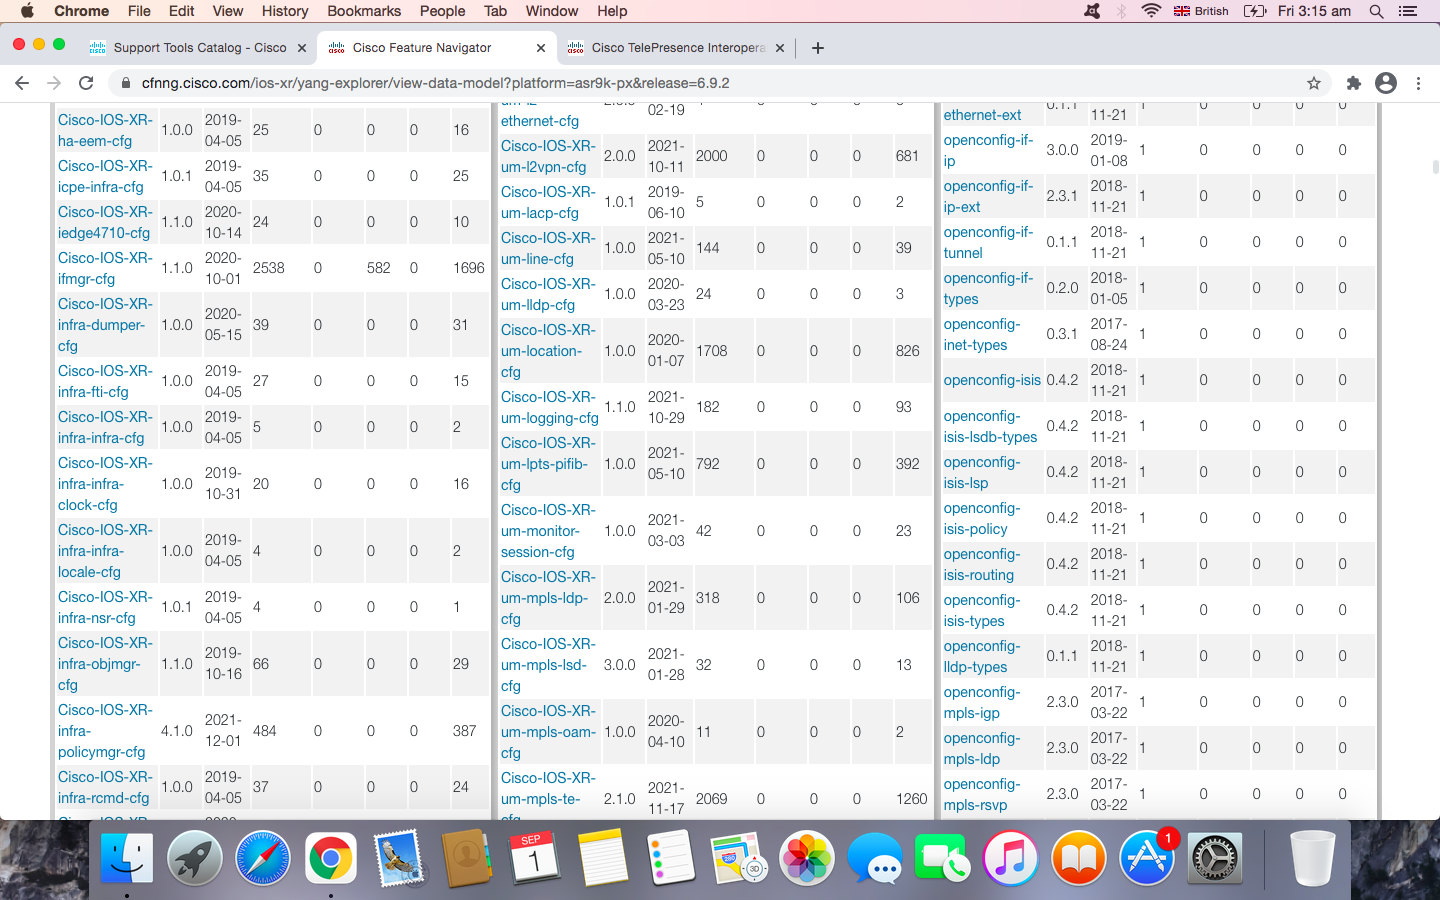 Chrome File Edit View History Bookmarks People Tab Window Help British Fri 3:15 am
Support Tools Catalog - Cisco
Cisco Feature Navigator
Cisco TelePresence Interopera
cfnng.cisco.com/ios-xr/yang-explorer/view-data-model?platform=asr9k-px&release=6.9.2
Cisco-IOS-XR-
ha-eem-cfg 1.0.0 2019-
04-05 25 0 0 0 16
Cisco-IOS-XR-
icpe-infra-cfg 1.0.1 2019-
04-05 35 0 0 0 25
Cisco-IOS-XR-
iedge4710-cfg 1.1.0 2020-
10-14 24 0 0 0 10
Cisco-IOS-XR-
ifmgr-cfg 1.1.0 2020-
10-01 2538 0 582 0 1696
Cisco-IOS-XR-
infra-dumper-
cfg 1.0.0 2020-
05-15 39 0 0 0 31
Cisco-IOS-XR-
infra-fti-cfg 1.0.0 2019-
04-05 27 0 0 0 15
Cisco-IOS-XR-
infra-infra-cfg 1.0.0 2019-
04-05 5 0 0 0 2
Cisco-IOS-XR-
infra-infra-
clock-cfg 1.0.0 2019-
10-31 20 0 0 0 16
Cisco-IOS-XR-
infra-infra-
locale-cfg 1.0.0 2019-
04-05 4 0 0 0 2
Cisco-IOS-XR-
infra-nsr-cfg 1.0.1 2019-
04-05 4 0 0 0 1
Cisco-IOS-XR-
infra-objmgr-
cfg 1.1.0 2019-
10-16 66 0 0 0 29
Cisco-IOS-XR-
infra-
policymgr-cfg 4.1.0 2021-
12-01 484 0 0 0 387
Cisco-IOS-XR-
infra-rcmd-cfg 1.0.0 2019-
04-05 37 0 0 0 24
ethernet-cfg 02-19
Cisco-IOS-XR-
um-l2vpn-cfg 2.0.0 2021-
10-11 2000 0 0 0 681
Cisco-IOS-XR-
um-lacp-cfg 1.0.1 2019-
06-10 5 0 0 0 2
Cisco-IOS-XR-
um-line-cfg 1.0.0 2021-
05-10 144 0 0 0 39
Cisco-IOS-XR-
um-lldp-cfg 1.0.0 2020-
03-23 24 0 0 0 3
Cisco-IOS-XR-
um-location-
cfg 1.0.0 2020-
01-07 1708 0 0 0 826
Cisco-IOS-XR-
um-logging-cfg 1.1.0 2021-
10-29 182 0 0 0 93
Cisco-IOS-XR-
um-lpts-pifib-
cfg 1.0.0 2021-
05-10 792 0 0 0 392
Cisco-IOS-XR-
um-monitor-
session-cfg 1.0.0 2021-
03-03 42 0 0 0 23
Cisco-IOS-XR-
um-mpls-ldp-
cfg 2.0.0 2021-
01-29 318 0 0 0 106
Cisco-IOS-XR-
um-mpls-lsd-
cfg 3.0.0 2021-
01-28 32 0 0 0 13
Cisco-IOS-XR-
um-mpls-oam-
cfg 1.0.0 2020-
04-10 11 0 0 0 2
Cisco-IOS-XR-
um-mpls-te-
cfg 2.1.0 2021-
11-17 2069 0 0 0 1260
ethernet-ext 0.1.1 11-21 1 0 0 0 0
openconfig-if-
ip 3.0.0 2019-
01-08 1 0 0 0 0
openconfig-if-
ip-ext 2.3.1 2018-
11-21 1 0 0 0 0
openconfig-if-
tunnel 0.1.1 2018-
11-21 1 0 0 0 0
openconfig-if-
types 0.2.0 2018-
01-05 1 0 0 0 0
openconfig-
inet-types 0.3.1 2017-
08-24 1 0 0 0 0
openconfig-isis 0.4.2 2018-
11-21 1 0 0 0 0
openconfig-
isis-lsdb-types 0.4.2 2018-
11-21 1 0 0 0 0
openconfig-
isis-lsp 0.4.2 2018-
11-21 1 0 0 0 0
openconfig-
isis-policy 0.4.2 2018-
11-21 1 0 0 0 0
openconfig-
isis-routing 0.4.2 2018-
11-21 1 0 0 0 0
openconfig-
isis-types 0.4.2 2018-
11-21 1 0 0 0 0
openconfig-
lldp-types 0.1.1 2018-
11-21 1 0 0 0 0
openconfig-
mpls-igp 2.3.0 2017-
03-22 1 0 0 0 0
openconfig-
mpls-ldp 2.3.0 2017-
03-22 1 0 0 0 0
openconfig-
mpls-rsvp 2.3.0 2017-
03-22 1 0 0 0 0
SEP
1
280
3D
1